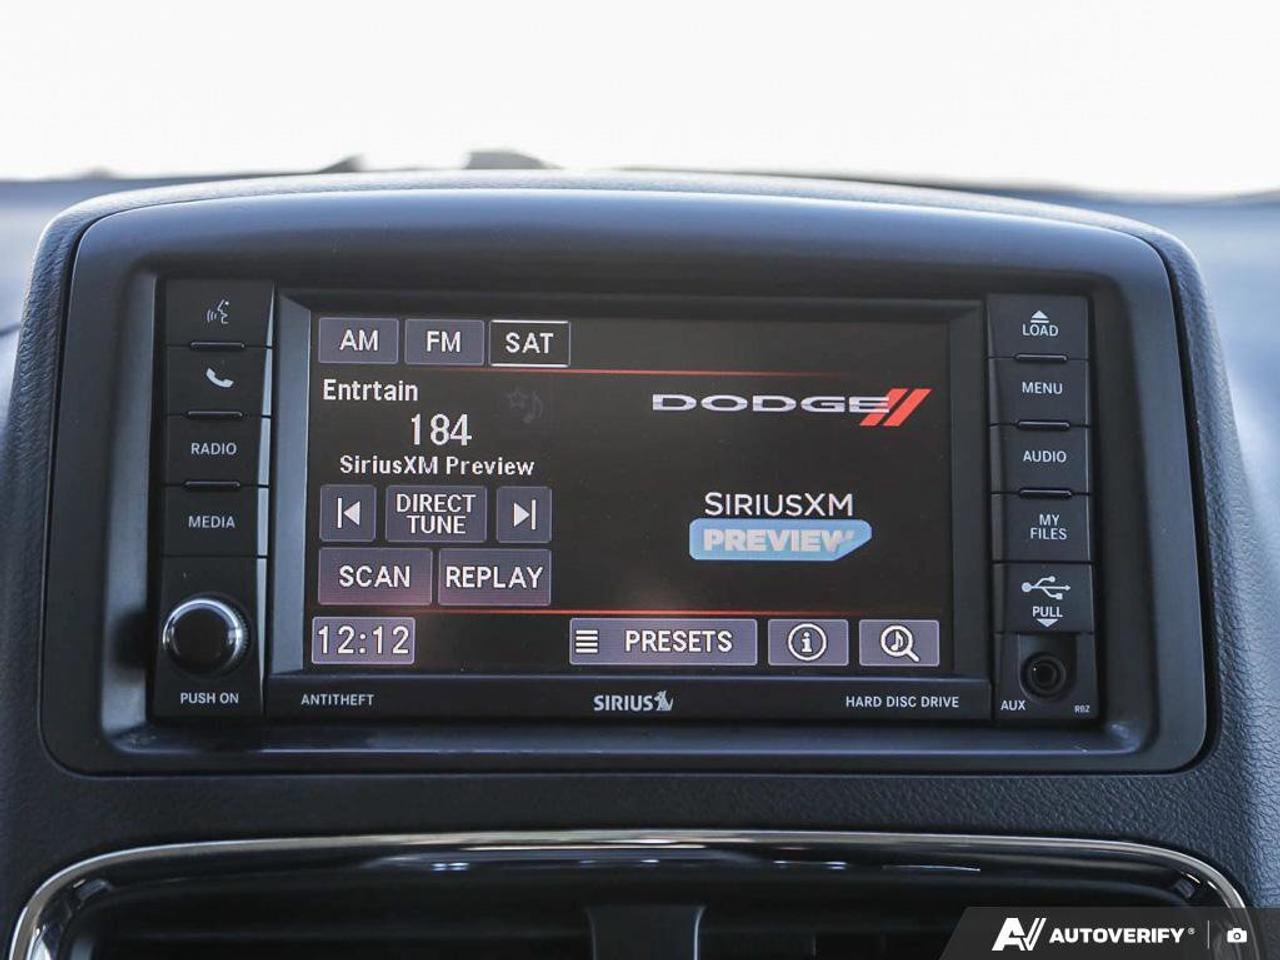 AM FM SAT
Entrtain
184
SiriusXM Preview
DIRECT
TUNE
SCAN REPLAY
12:12
DODGE
SIRIUSXM
PREVIEW
PRESETS
RADIO
MEDIA
PUSH ON
LOAD
MENU
AUDIO
MY
FILES
PULL
AUX
RBZ
ANTITHEFT
SIRIUS
HARD DISC DRIVE
AUTOVERIFY®